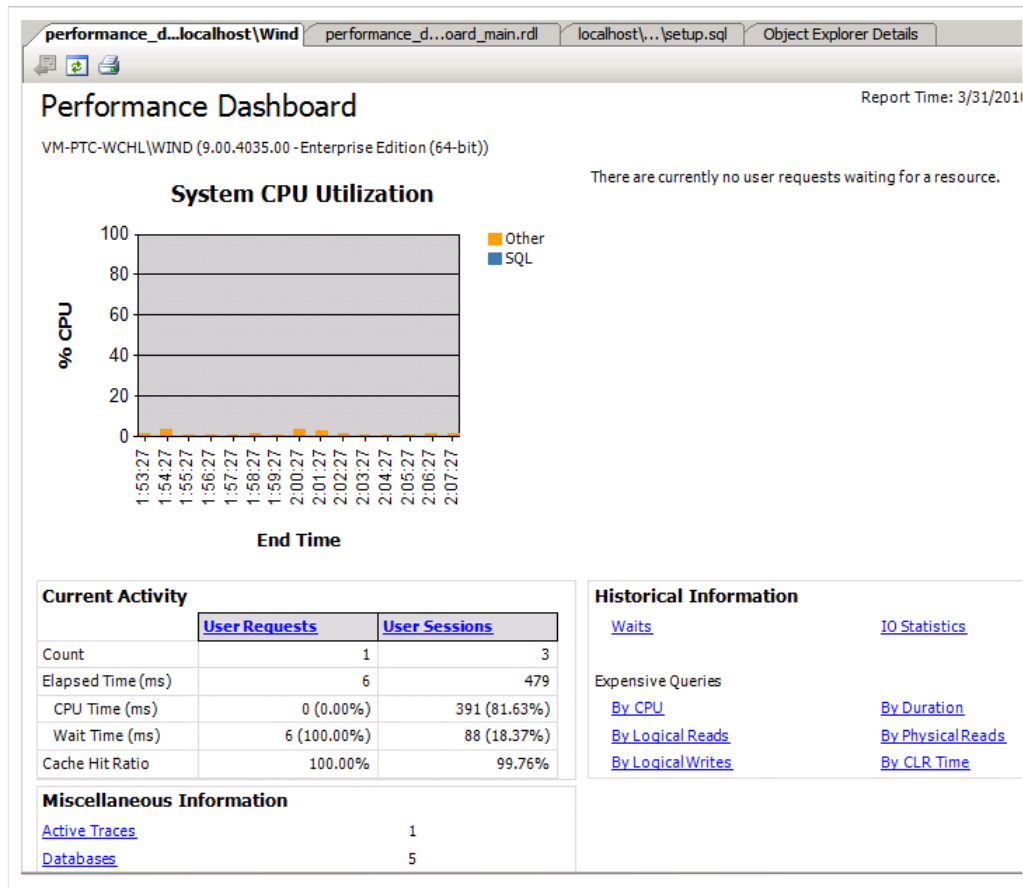 performance_d...localhost\Wind performance_d...oard_main.rdl localhost\...\setup.sql Object Explorer Details
Performance Dashboard
Report Time: 3/31/2010
VM-PTC-WCHL\WIND (9.00.4035.00 - Enterprise Edition (64-bit))
There are currently no user requests waiting for a resource.
System CPU Utilization
Other
SQL
% CPU
100
80
60
40
20
0
1:53:27 1:54:27 1:55:27 1:56:27 1:57:27 1:58:27 1:59:27 2:00:27 2:01:27 2:02:27 2:03:27 2:04:27 2:05:27 2:06:27 2:07:27
End Time
Current Activity
User Requests User Sessions
Count 1 3
Elapsed Time (ms) 6 479
CPU Time (ms) 0 (0.00%) 391 (81.63%)
Wait Time (ms) 6 (100.00%) 88 (18.37%)
Cache Hit Ratio 100.00% 99.76%
Miscellaneous Information
Active Traces 1
Databases 5
Historical Information
Waits IO Statistics
Expensive Queries
By CPU By Duration
By Logical Reads By Physical Reads
By Logical Writes By CLR Time